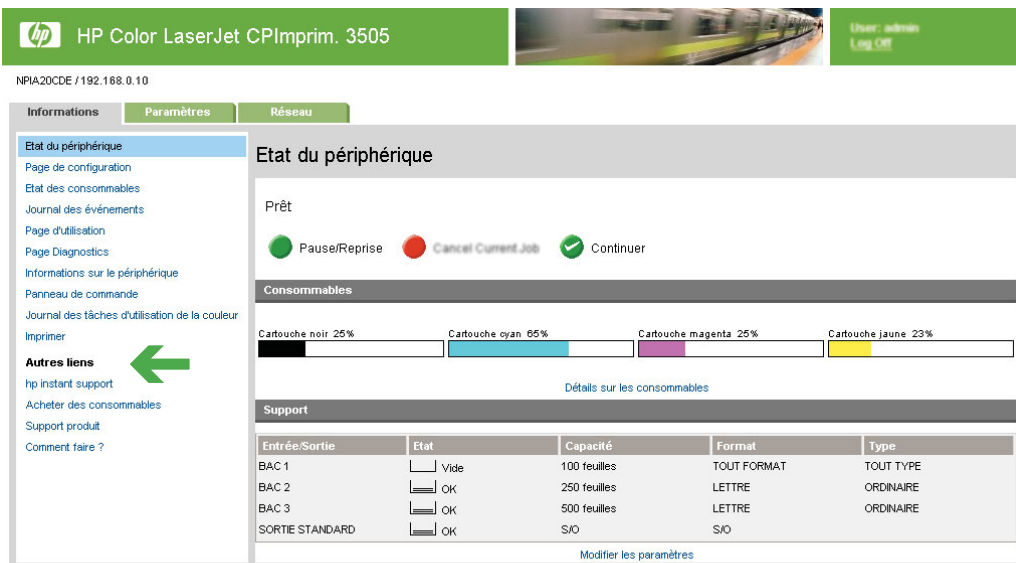 hp HP Color LaserJet CPImprim. 3505
User: admin
Log Off
NPIA20CDE / 192.168.0.10
Informations Paramètres Réseau
Etat du périphérique
Page de configuration
Etat des consommables
Journal des événements
Page d'utilisation
Page Diagnostics
Informations sur le périphérique
Panneau de commande
Journal des tâches d'utilisation de la couleur
Imprimer
Autres liens
hp instant support
Acheter des consommables
Support produit
Comment faire ?
Etat du périphérique
Prêt
Pause/Reprise Cancel Current Job Continuer
Consommables
Cartouche noir 25% Cartouche cyan 65% Cartouche magenta 25% Cartouche jaune 23%
Détails sur les consommables
Support
Entrée/Sortie Etat Capacité Format Type
BAC 1 Vide 100 feuilles TOUT FORMAT TOUT TYPE
BAC 2 OK 250 feuilles LETTRE ORDINAIRE
BAC 3 OK 500 feuilles LETTRE ORDINAIRE
SORTIE STANDARD OK S/O S/O
Modifier les paramètres